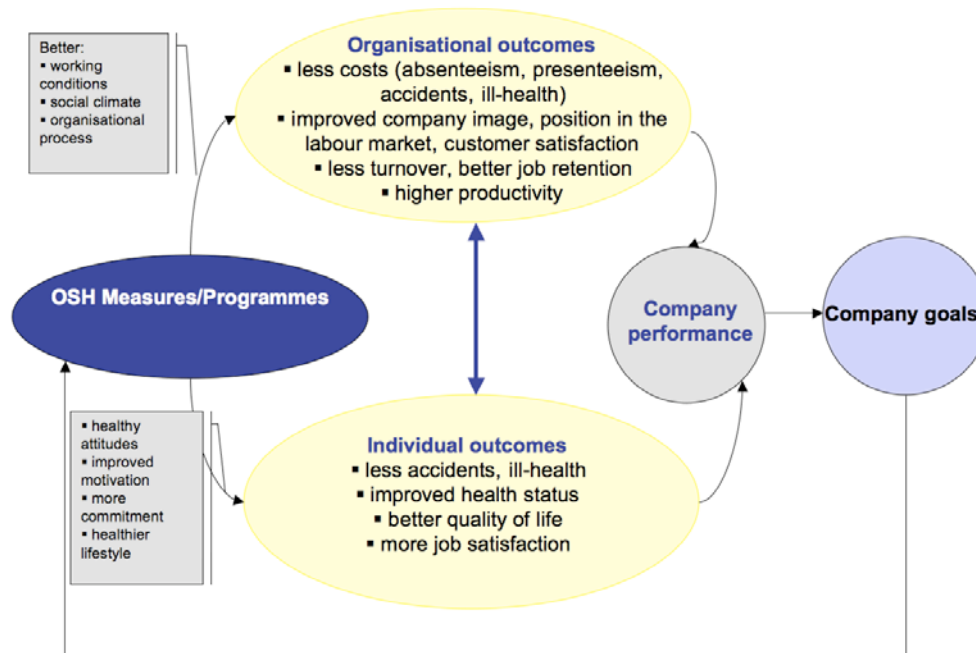 Better:
▪ working
conditions
▪ social climate
▪ organisational
process
Organisational outcomes
▪ less costs (absenteeism, presenteeism,
accidents, ill-health)
▪ improved company image, position in the
labour market, customer satisfaction
▪ less turnover, better job retention
▪ higher productivity
OSH Measures/Programmes
Company
performance
Company goals
▪ healthy
attitudes
▪ improved
motivation
▪ more
commitment
▪ healthier
lifestyle
Individual outcomes
▪ less accidents, ill-health
▪ improved health status
▪ better quality of life
▪ more job satisfaction